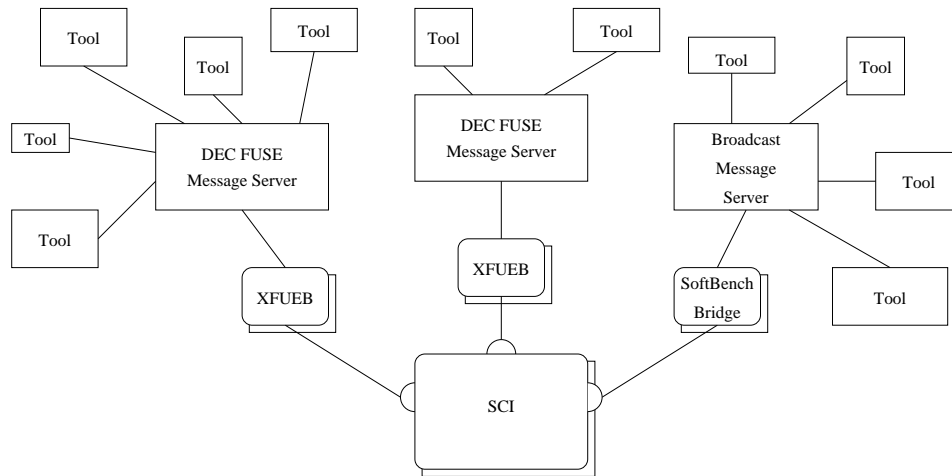 Tool
Tool
Tool
Tool
Tool
DEC FUSE
Message Server
XFUEB
Tool
Tool
DEC FUSE
Message Server
XFUEB
Tool
Tool
Tool
Tool
Broadcast
Message
Server
SoftBench
Bridge
SCI